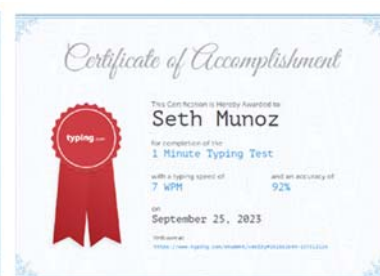 Certificate of Accomplishment
typing.com
This Certification is Hereby Awarded to
Seth Munoz
for completion of the
1 Minute Typing Test
with a typing speed of and an accuracy of
7 WPM 92%
on
September 25, 2023